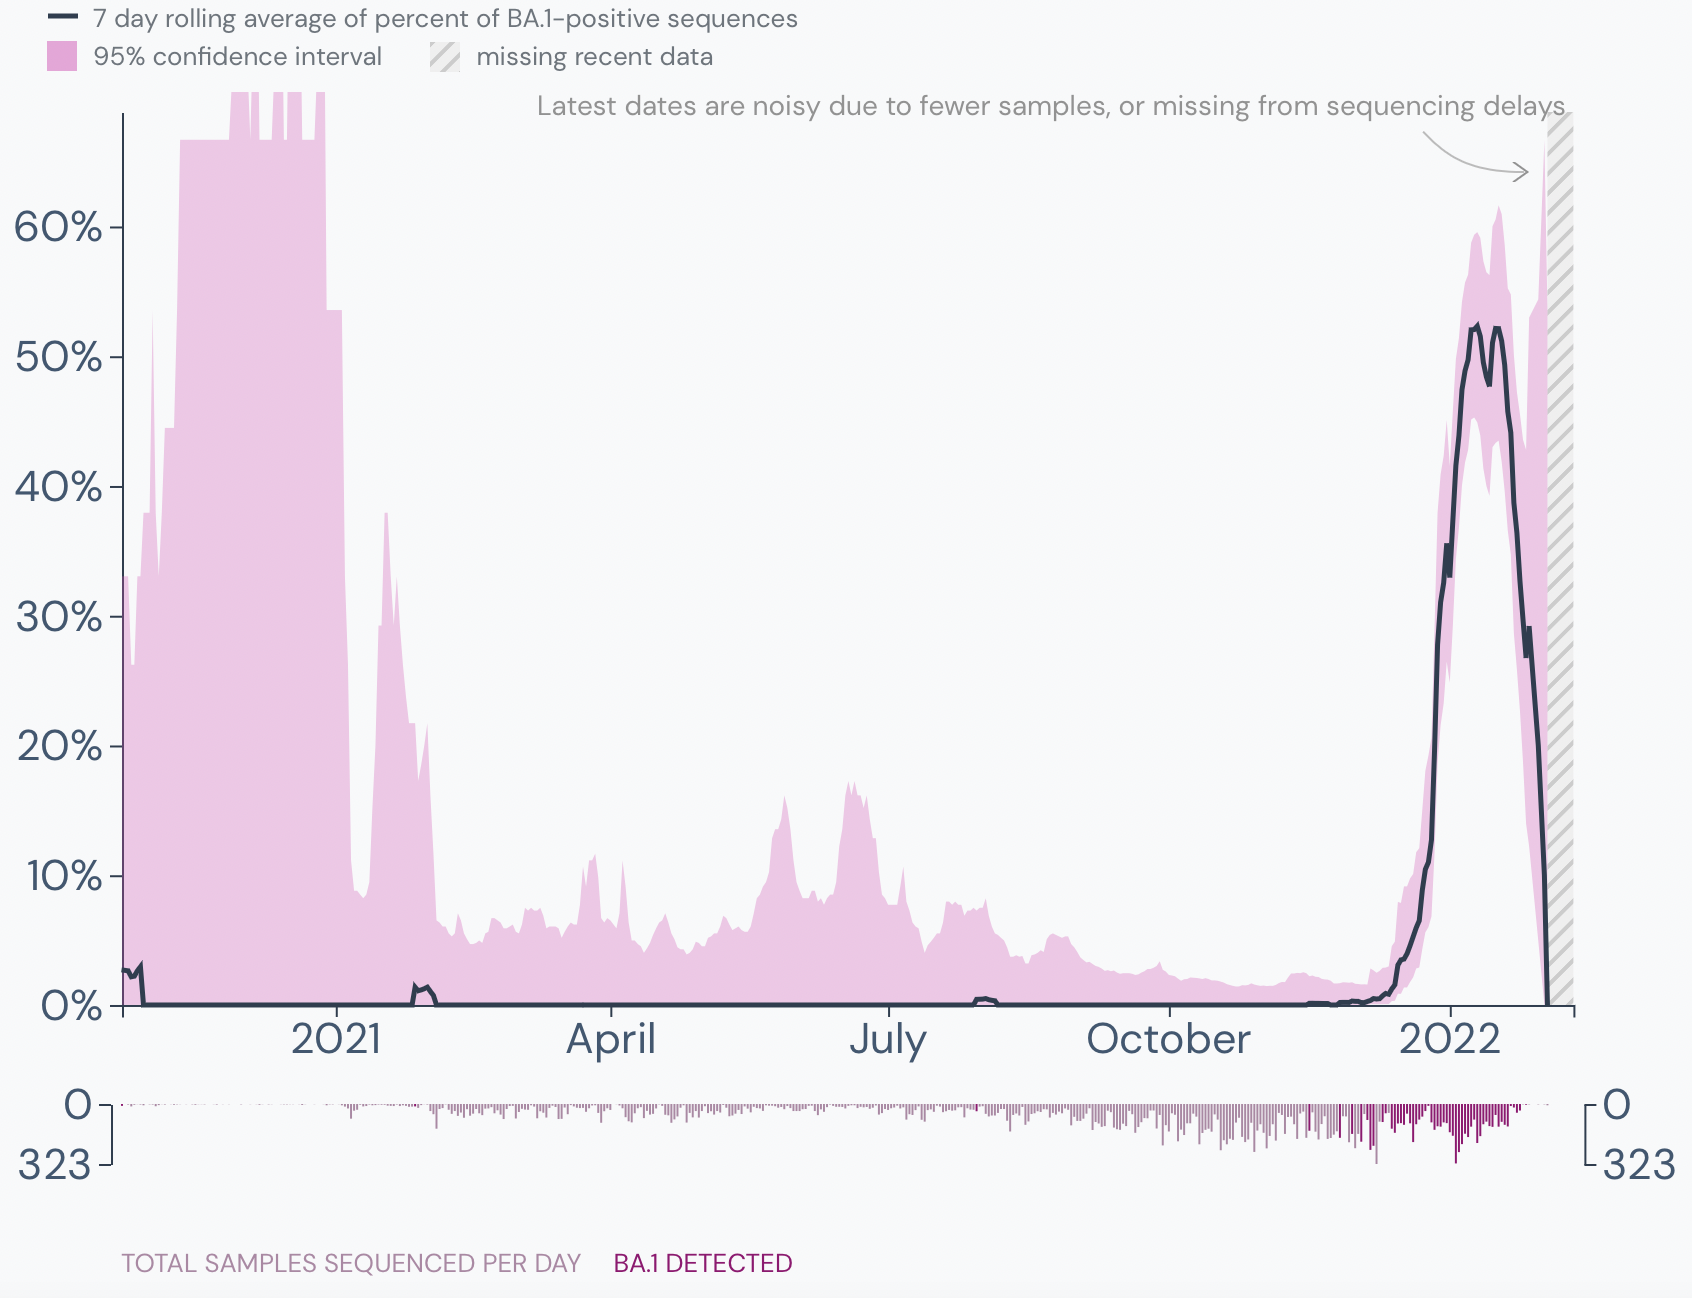 7 day rolling average of percent of BA.1-positive sequences
95% confidence interval missing recent data
Latest dates are noisy due to fewer samples, or missing from sequencing delays.
60%
50%
40%
30%
20%
10%
0%
2021 April July October 2022
0 0
323 323
TOTAL SAMPLES SEQUENCED PER DAY BA.1 DETECTED